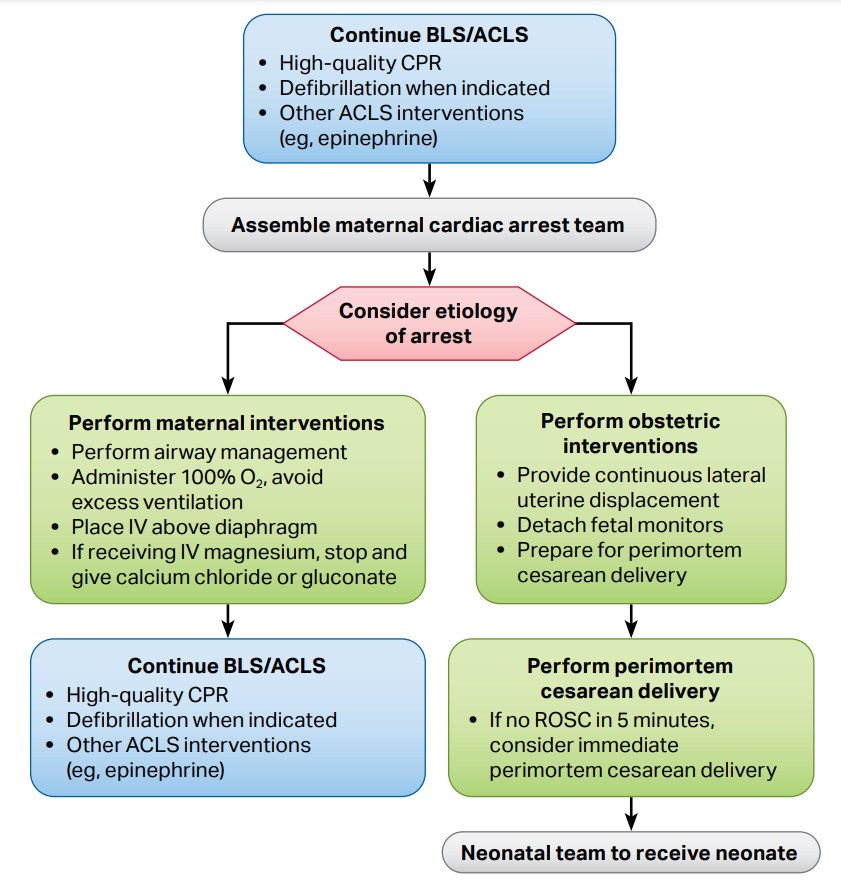 Continue BLS/ACLS
• High-quality CPR
• Defibrillation when indicated
• Other ACLS interventions
(eg, epinephrine)
Assemble maternal cardiac arrest team
Consider etiology
of arrest
Perform maternal interventions
• Perform airway management
• Administer 100% O₂, avoid
excess ventilation
• Place IV above diaphragm
• If receiving IV magnesium, stop and
give calcium chloride or gluconate
Continue BLS/ACLS
• High-quality CPR
• Defibrillation when indicated
• Other ACLS interventions
(eg, epinephrine)
Perform obstetric
interventions
• Provide continuous lateral
uterine displacement
• Detach fetal monitors
• Prepare for perimortem
cesarean delivery
Perform perimortem
cesarean delivery
• If no ROSC in 5 minutes,
consider immediate
perimortem cesarean delivery
Neonatal team to receive neonate